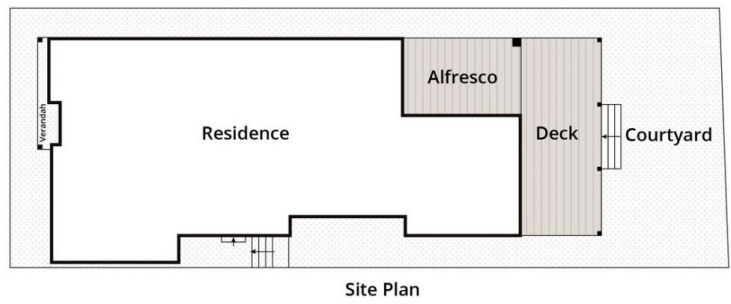 Alfresco
Verandah
Residence
Deck
Courtyard
Site Plan